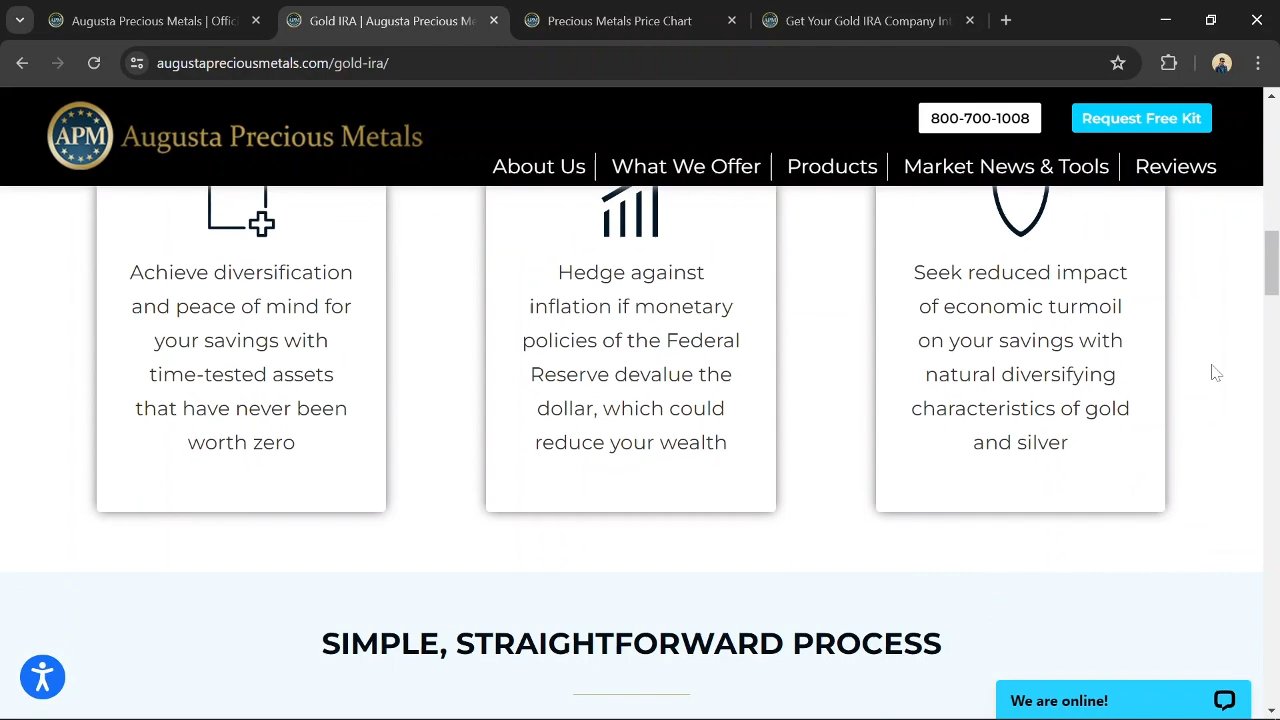 Augusta Precious Metals | Offici
Gold IRA | Augusta Precious Me
Precious Metals Price Chart
Get Your Gold IRA Company Int
augustapreciousmetals.com/gold-ira/
APM Augusta Precious Metals
800-700-1008
Request Free Kit
About Us
What We Offer
Products
Market News & Tools
Reviews
Achieve diversification
and peace of mind for
your savings with
time-tested assets
that have never been
worth zero
Hedge against
inflation if monetary
policies of the Federal
Reserve devalue the
dollar, which could
reduce your wealth
Seek reduced impact
of economic turmoil
on your savings with
natural diversifying
characteristics of gold
and silver
SIMPLE, STRAIGHTFORWARD PROCESS
We are online!